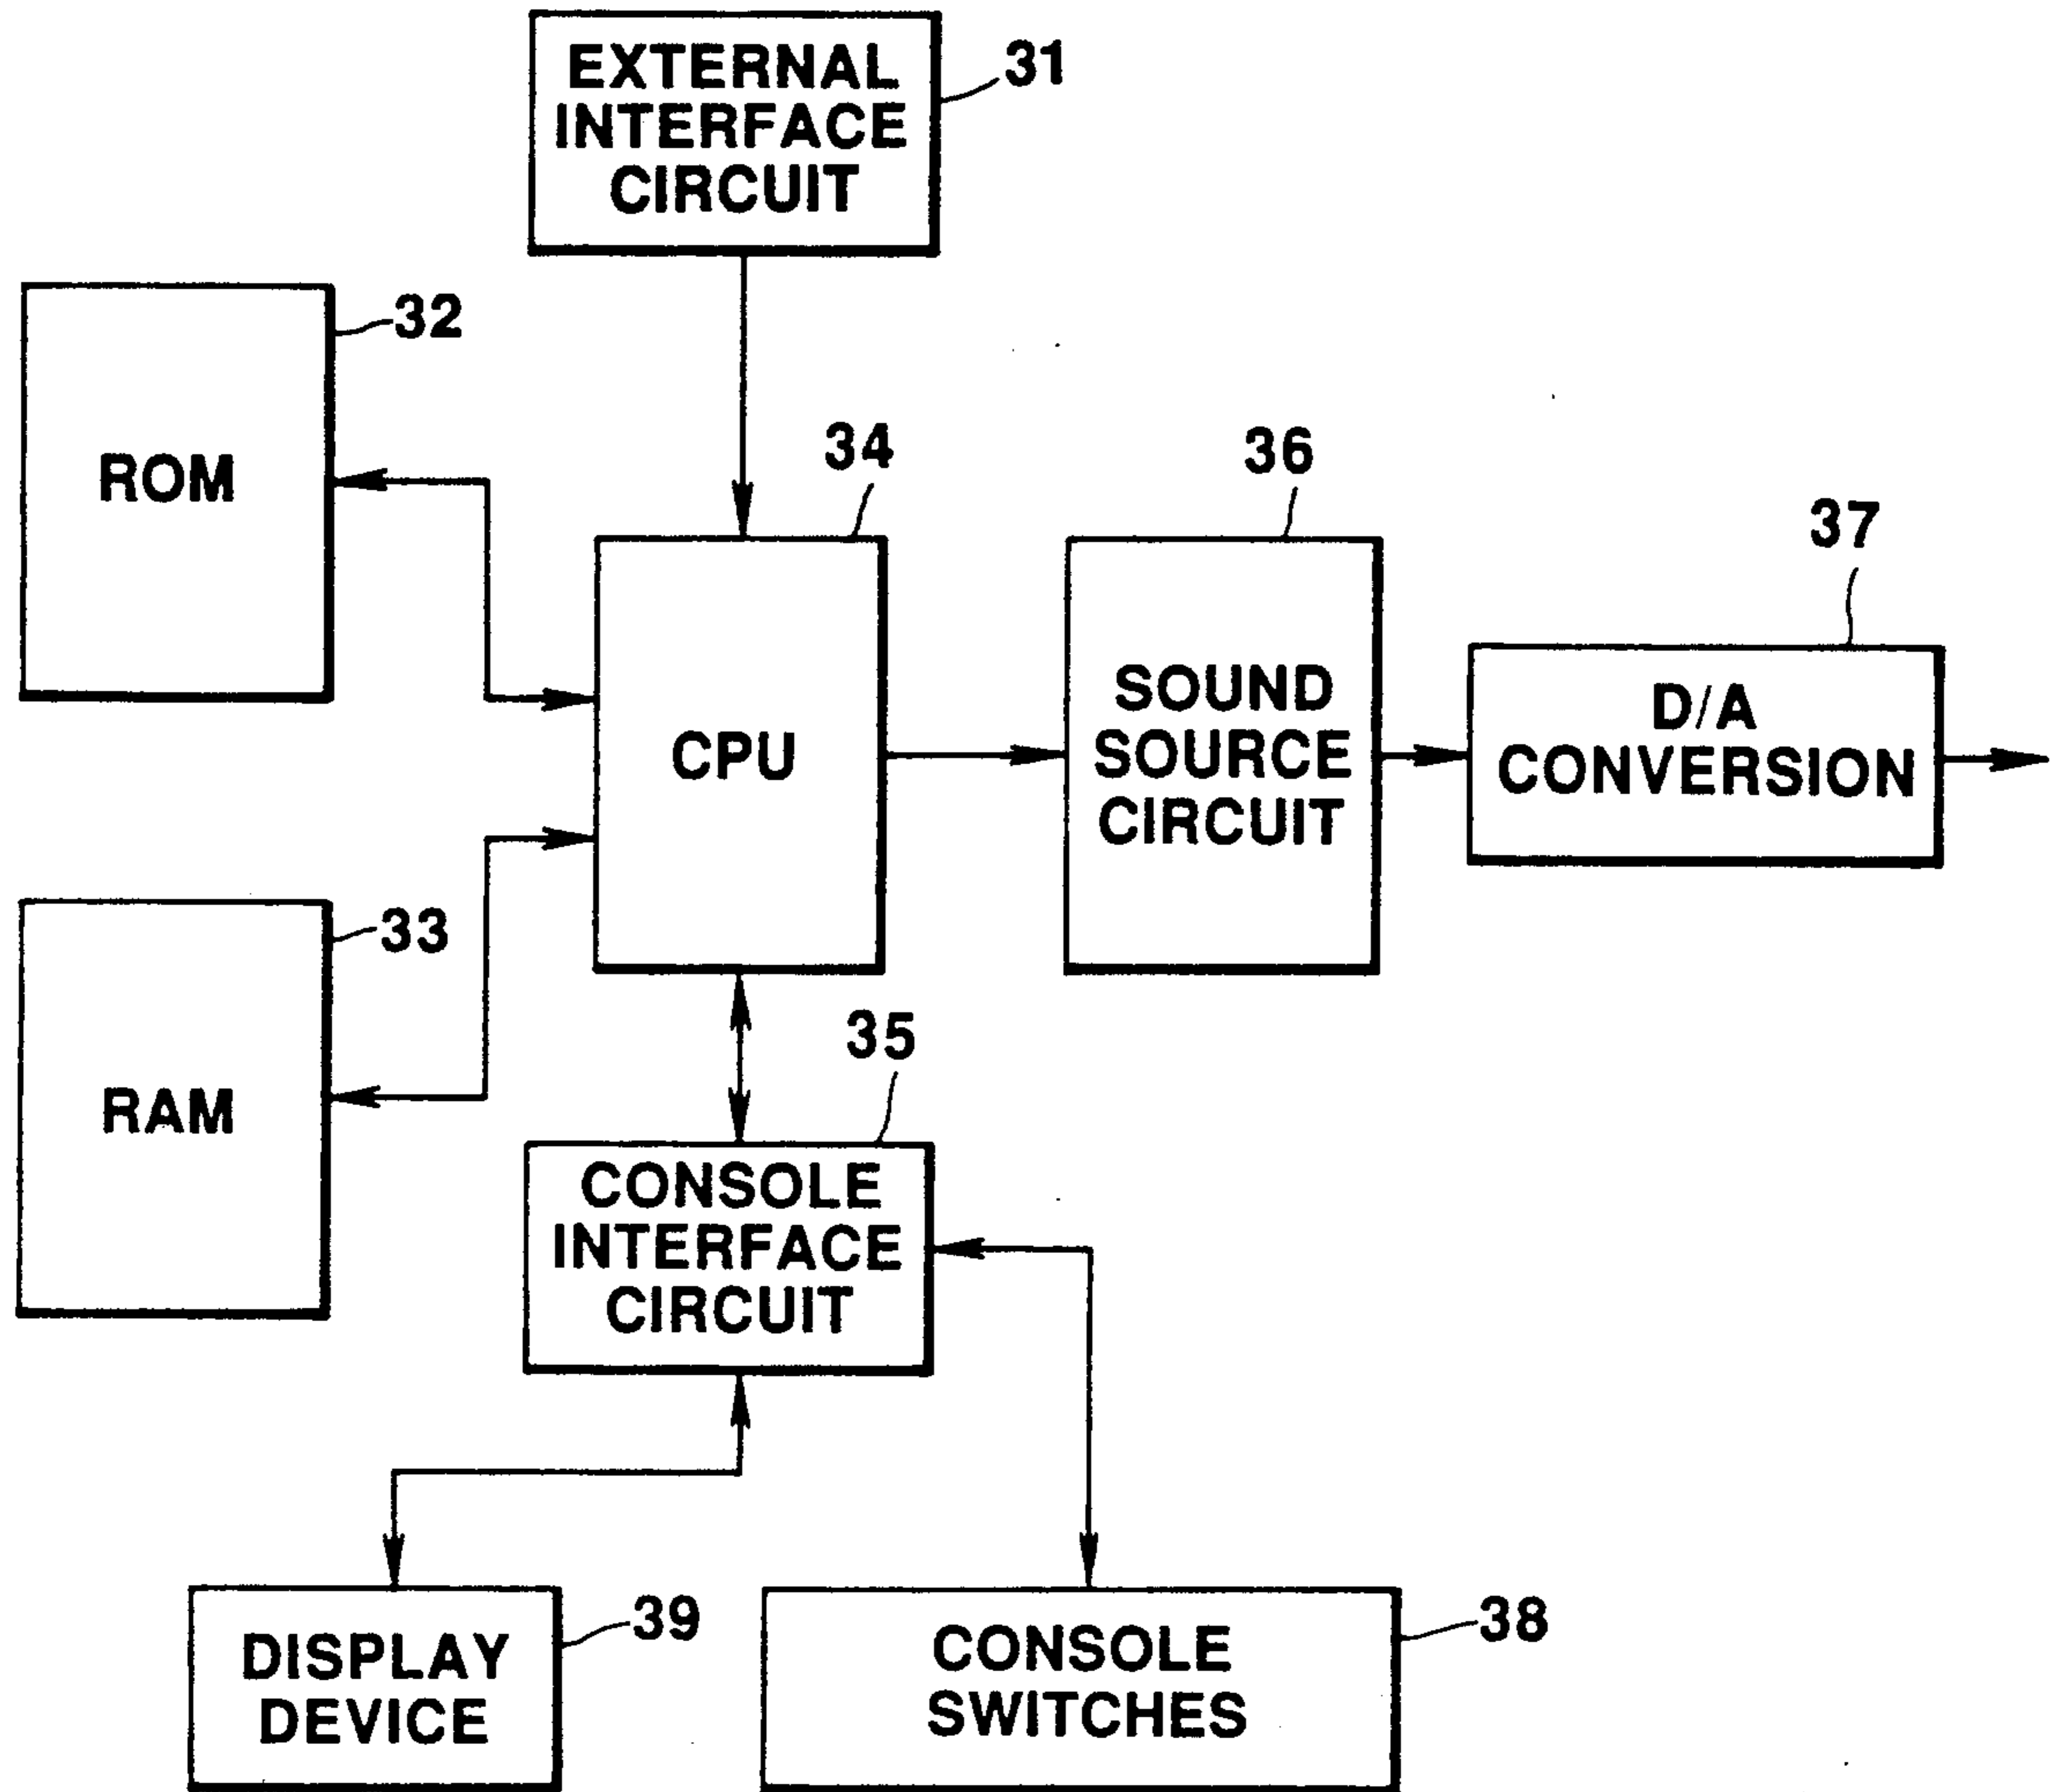 EXTERNAL
INTERFACE
CIRCUIT
31
32
ROM
34
CPU
36
SOUND
SOURCE
CIRCUIT
37
D/A
CONVERSION
33
RAM
35
CONSOLE
INTERFACE
CIRCUIT
39
DISPLAY
DEVICE
38
CONSOLE
SWITCHES